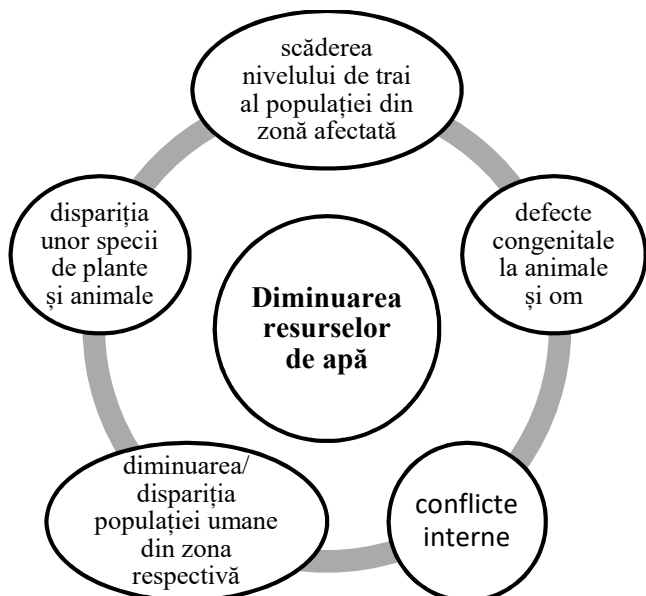 scăderea
nivelului de trai
al populației din
zonă afectată
dispariția
unor specii
de plante
și animale
defecte
congenitale
la animale
și om
Diminuarea
resurselor
de apă
diminuarea/
dispariția
populației umane
din zona
respectivă
conflicte
interne